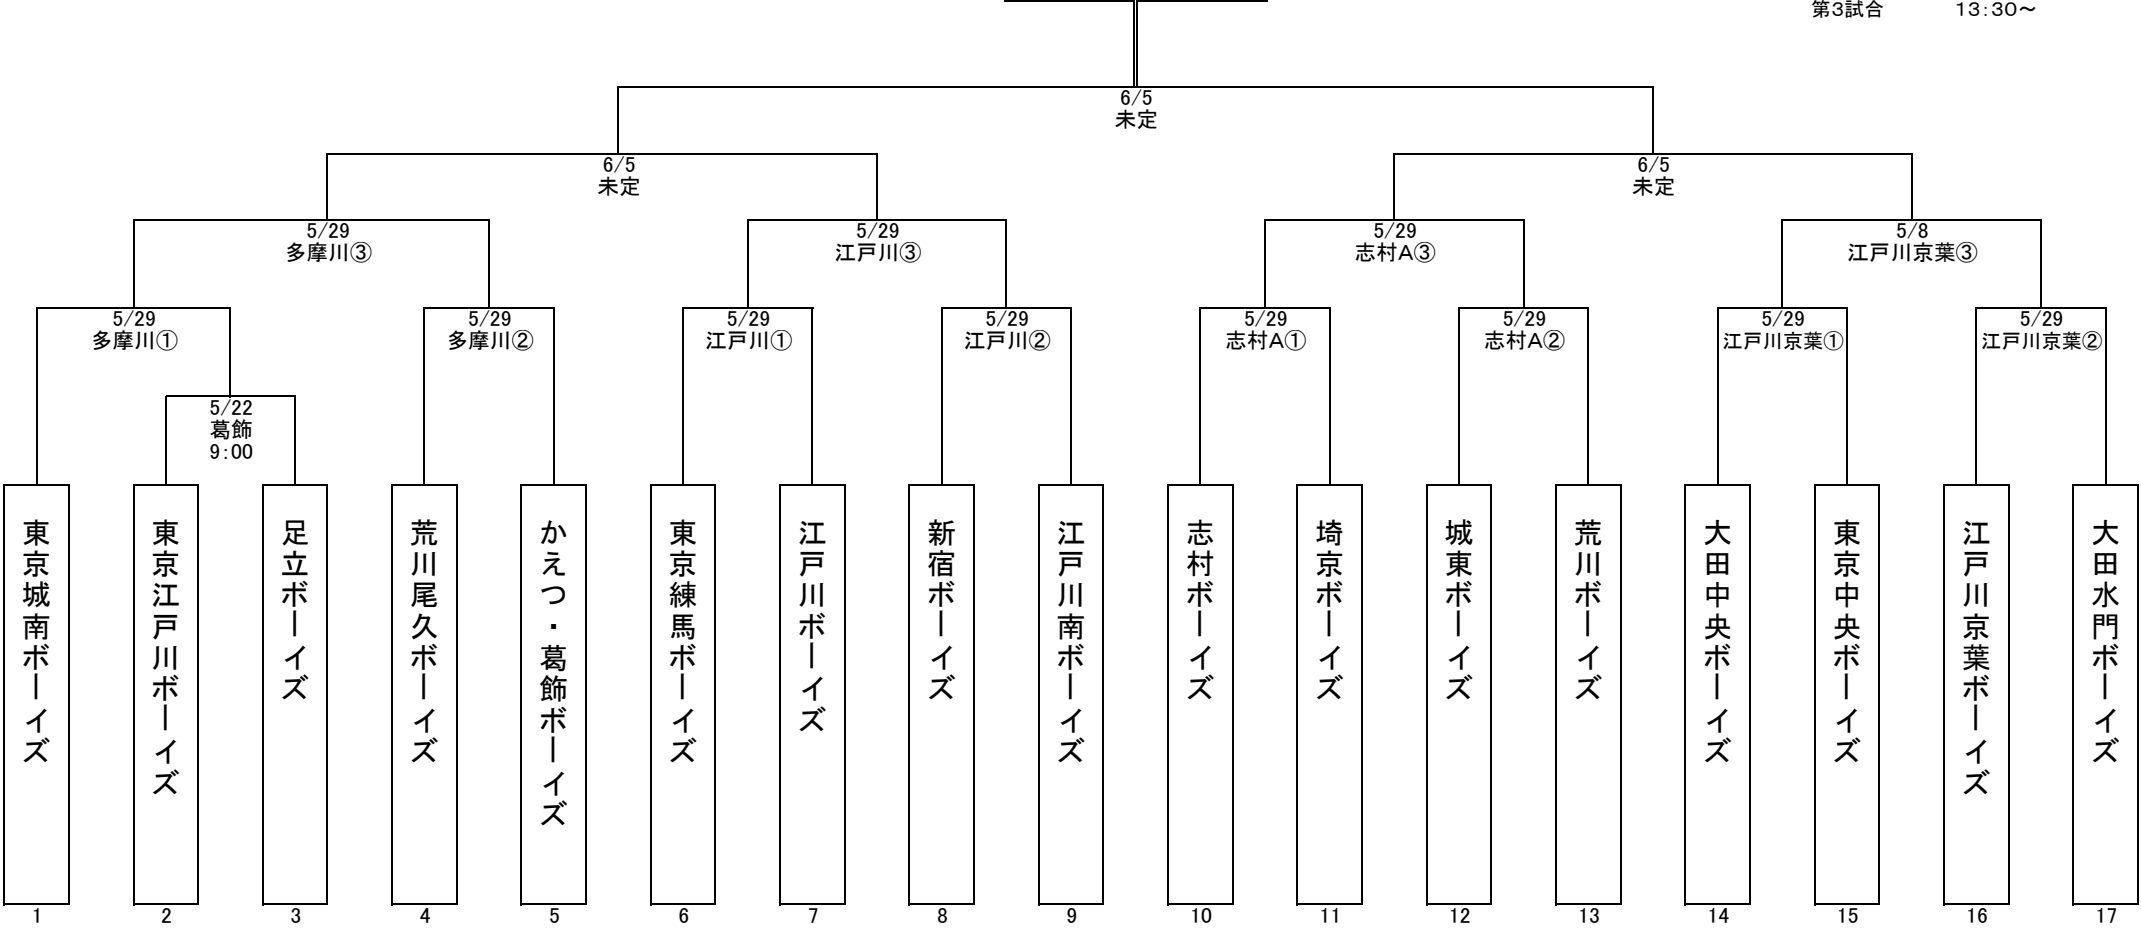 第3試合 13:30～
6/5
未定
6/5
未定
6/5
未定
5/29
多摩川③
5/29
江戸川③
5/29
志村A③
5/8
江戸川京葉③
5/29
多摩川①
5/29
多摩川②
5/29
江戸川①
5/29
江戸川②
5/29
志村A①
5/29
志村A②
5/29
江戸川京葉①
5/29
江戸川京葉②
5/22
葛飾
9:00
東京城南ボーイズ
東京江戸川ボーイズ
足立ボーイズ
荒川尾久ボーイズ
かえつ・葛飾ボーイズ
東京練馬ボーイズ
江戸川ボーイズ
新宿ボーイズ
江戸川南ボーイズ
志村ボーイズ
埼京ボーイズ
城東ボーイズ
荒川ボーイズ
大田中央ボーイズ
東京中央ボーイズ
江戸川京葉ボーイズ
大田水門ボーイズ
1 2 3 4 5 6 7 8 9 10 11 12 13 14 15 16 17